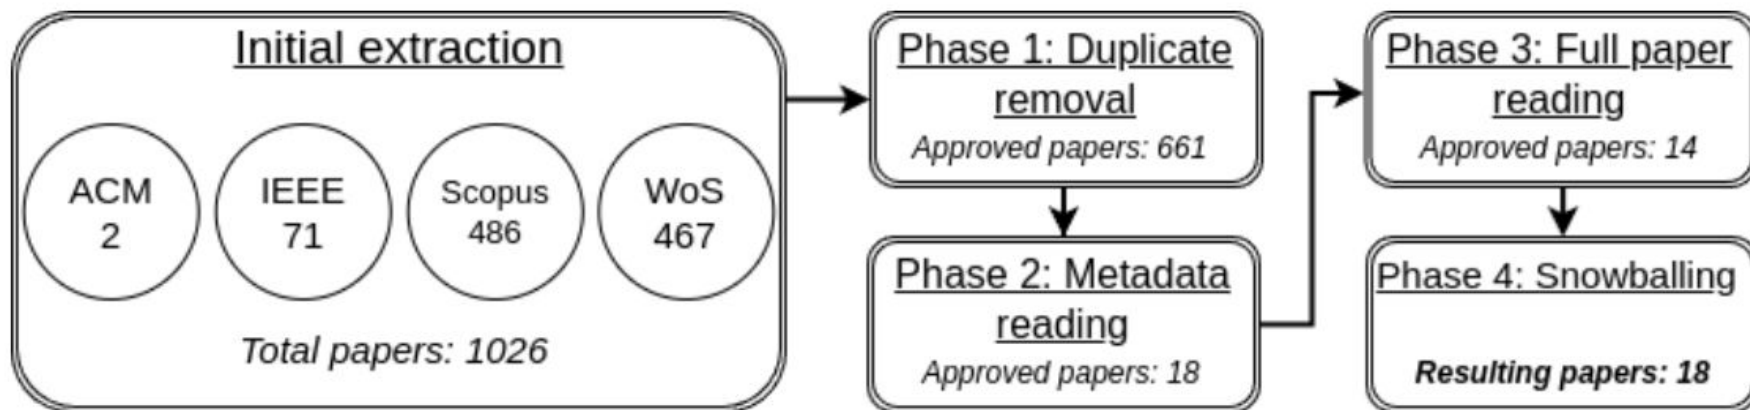 Initial extraction
ACM
2
IEEE
71
Scopus
486
WoS
467
Total papers: 1026
Phase 1: Duplicate
removal
Approved papers: 661
Phase 2: Metadada
reading
Approved papers: 18
Phase 3: Full paper
reading
Approved papers: 14
Phase 4: Snowballing
Resulting papers: 18